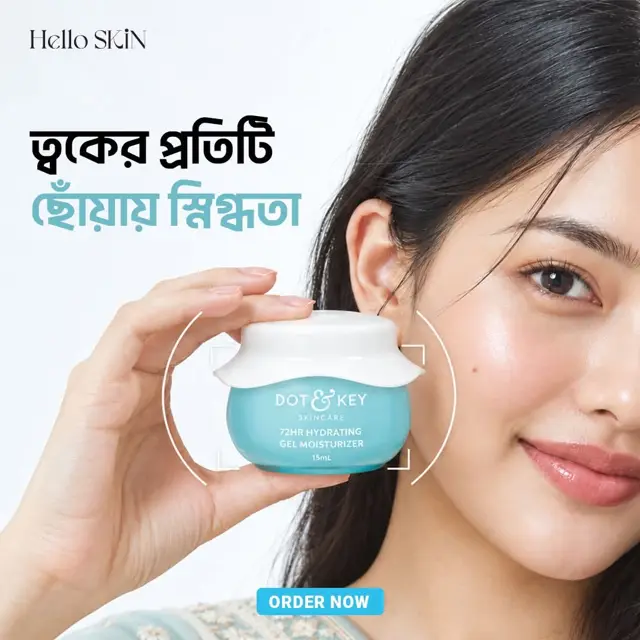 Hello SKiN
ত্বকের প্রতিটি
ছোঁয়ায় স্নিগ্ধতা
DOT & KEY
SKINCARE
72HR HYDRATING
GEL MOISTURIZER
15mL
ORDER NOW